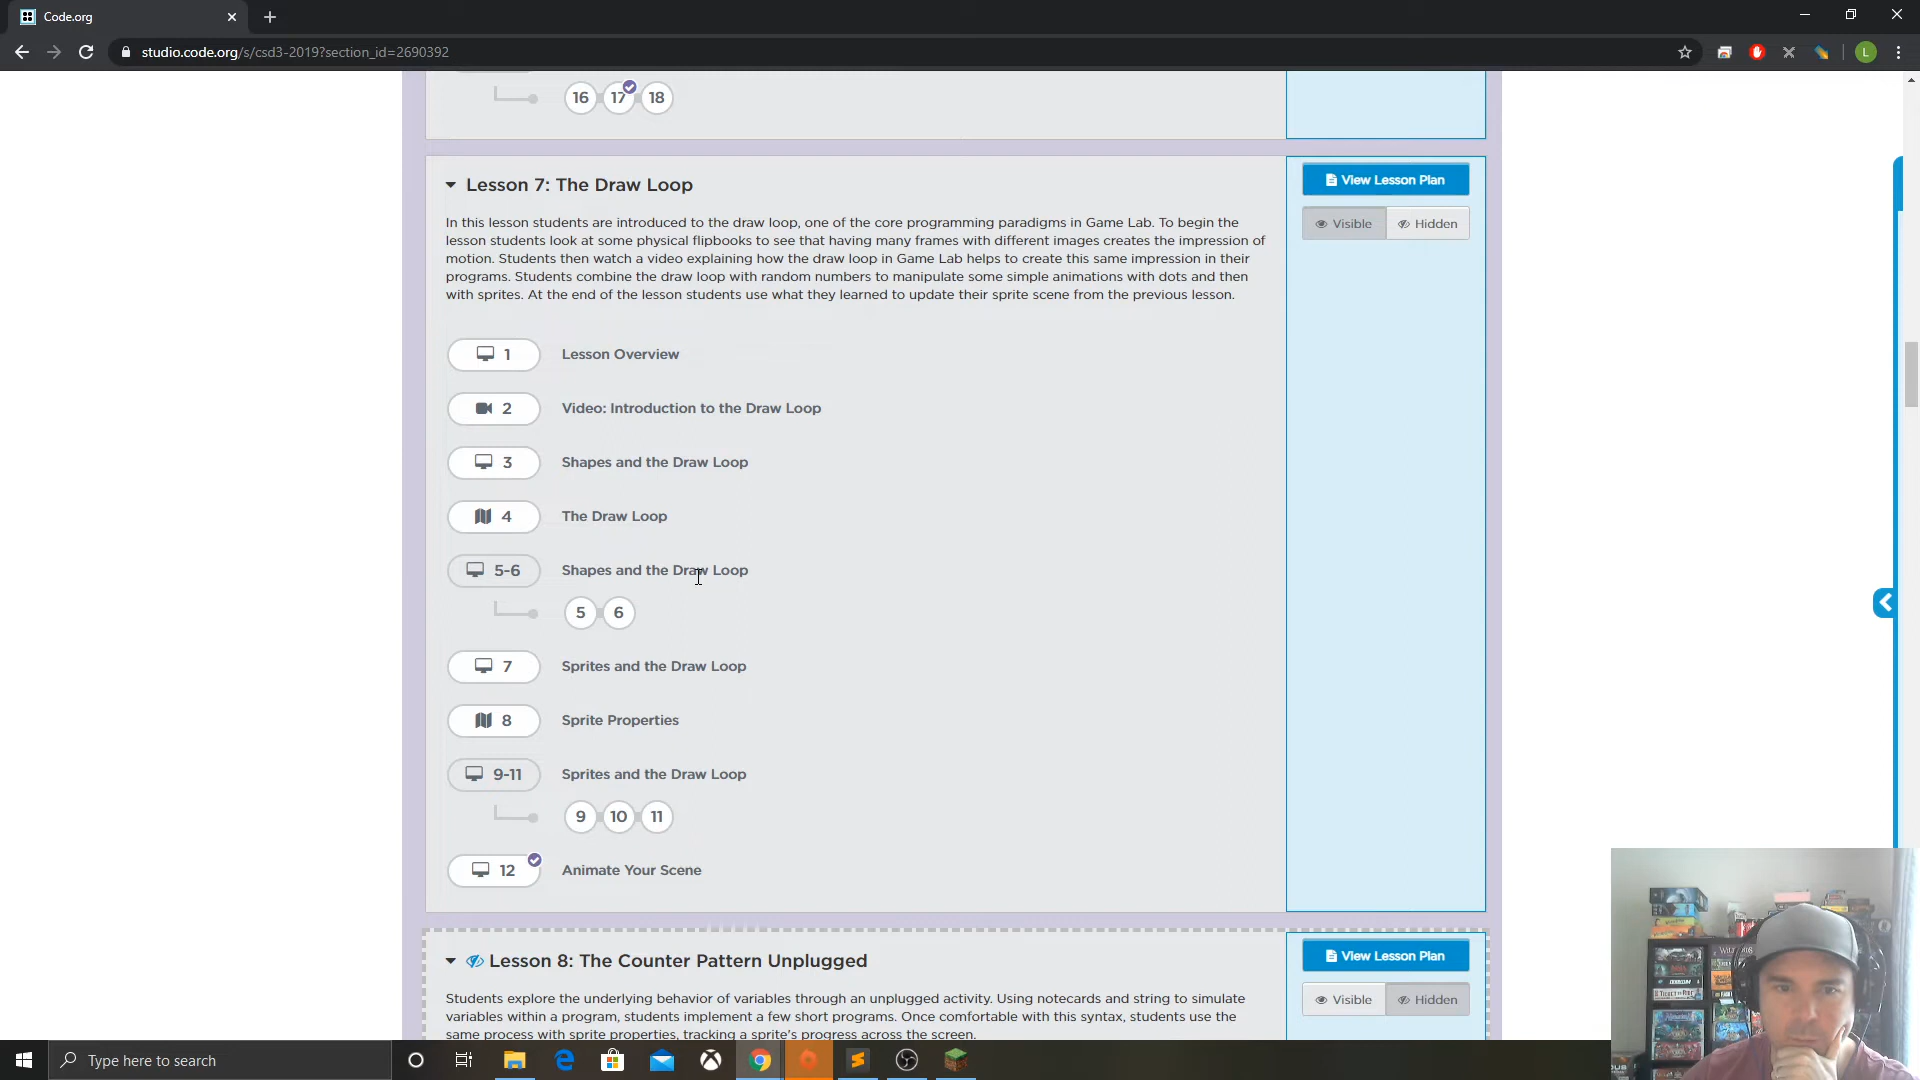 Code.org
studio.code.org/s/csd3-2019?section_id=2690392
L
16 17 18
Lesson 7: The Draw Loop
View Lesson Plan
Visible Hidden
In this lesson students are introduced to the draw loop, one of the core programming paradigms in Game Lab. To begin the
lesson students look at some physical flipbooks to see that having many frames with different images creates the impression of
motion. Students then watch a video explaining how the draw loop in Game Lab helps to create this same impression in their
programs. Students combine the draw loop with random numbers to manipulate some simple animations with dots and then
with sprites. At the end of the lesson students use what they learned to update their sprite scene from the previous lesson.
1 Lesson Overview
2 Video: Introduction to the Draw Loop
3 Shapes and the Draw Loop
4 The Draw Loop
5-6 Shapes and the Draw Loop
5 6
7 Sprites and the Draw Loop
8 Sprite Properties
9-11 Sprites and the Draw Loop
9 10 11
12 Animate Your Scene
Lesson 8: The Counter Pattern Unplugged
View Lesson Plan
Visible Hidden
Students explore the underlying behavior of variables through an unplugged activity. Using notecards and string to simulate
variables within a program, students implement a few short programs. Once comfortable with this syntax, students use the
same process with sprite properties, tracking a sprite's progress across the screen.
Type here to search